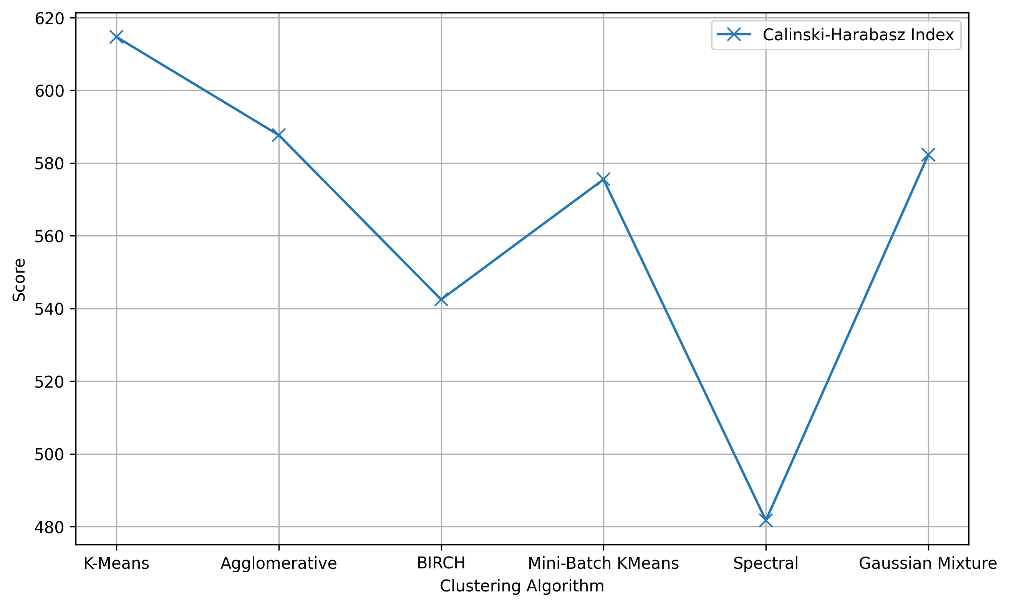 620
600
580
560
540
520
500
480
Score
Calinski-Harabasz Index
K-Means Agglomerative BIRCH Mini-Batch KMeans Spectral Gaussian Mixture
Clustering Algorithm